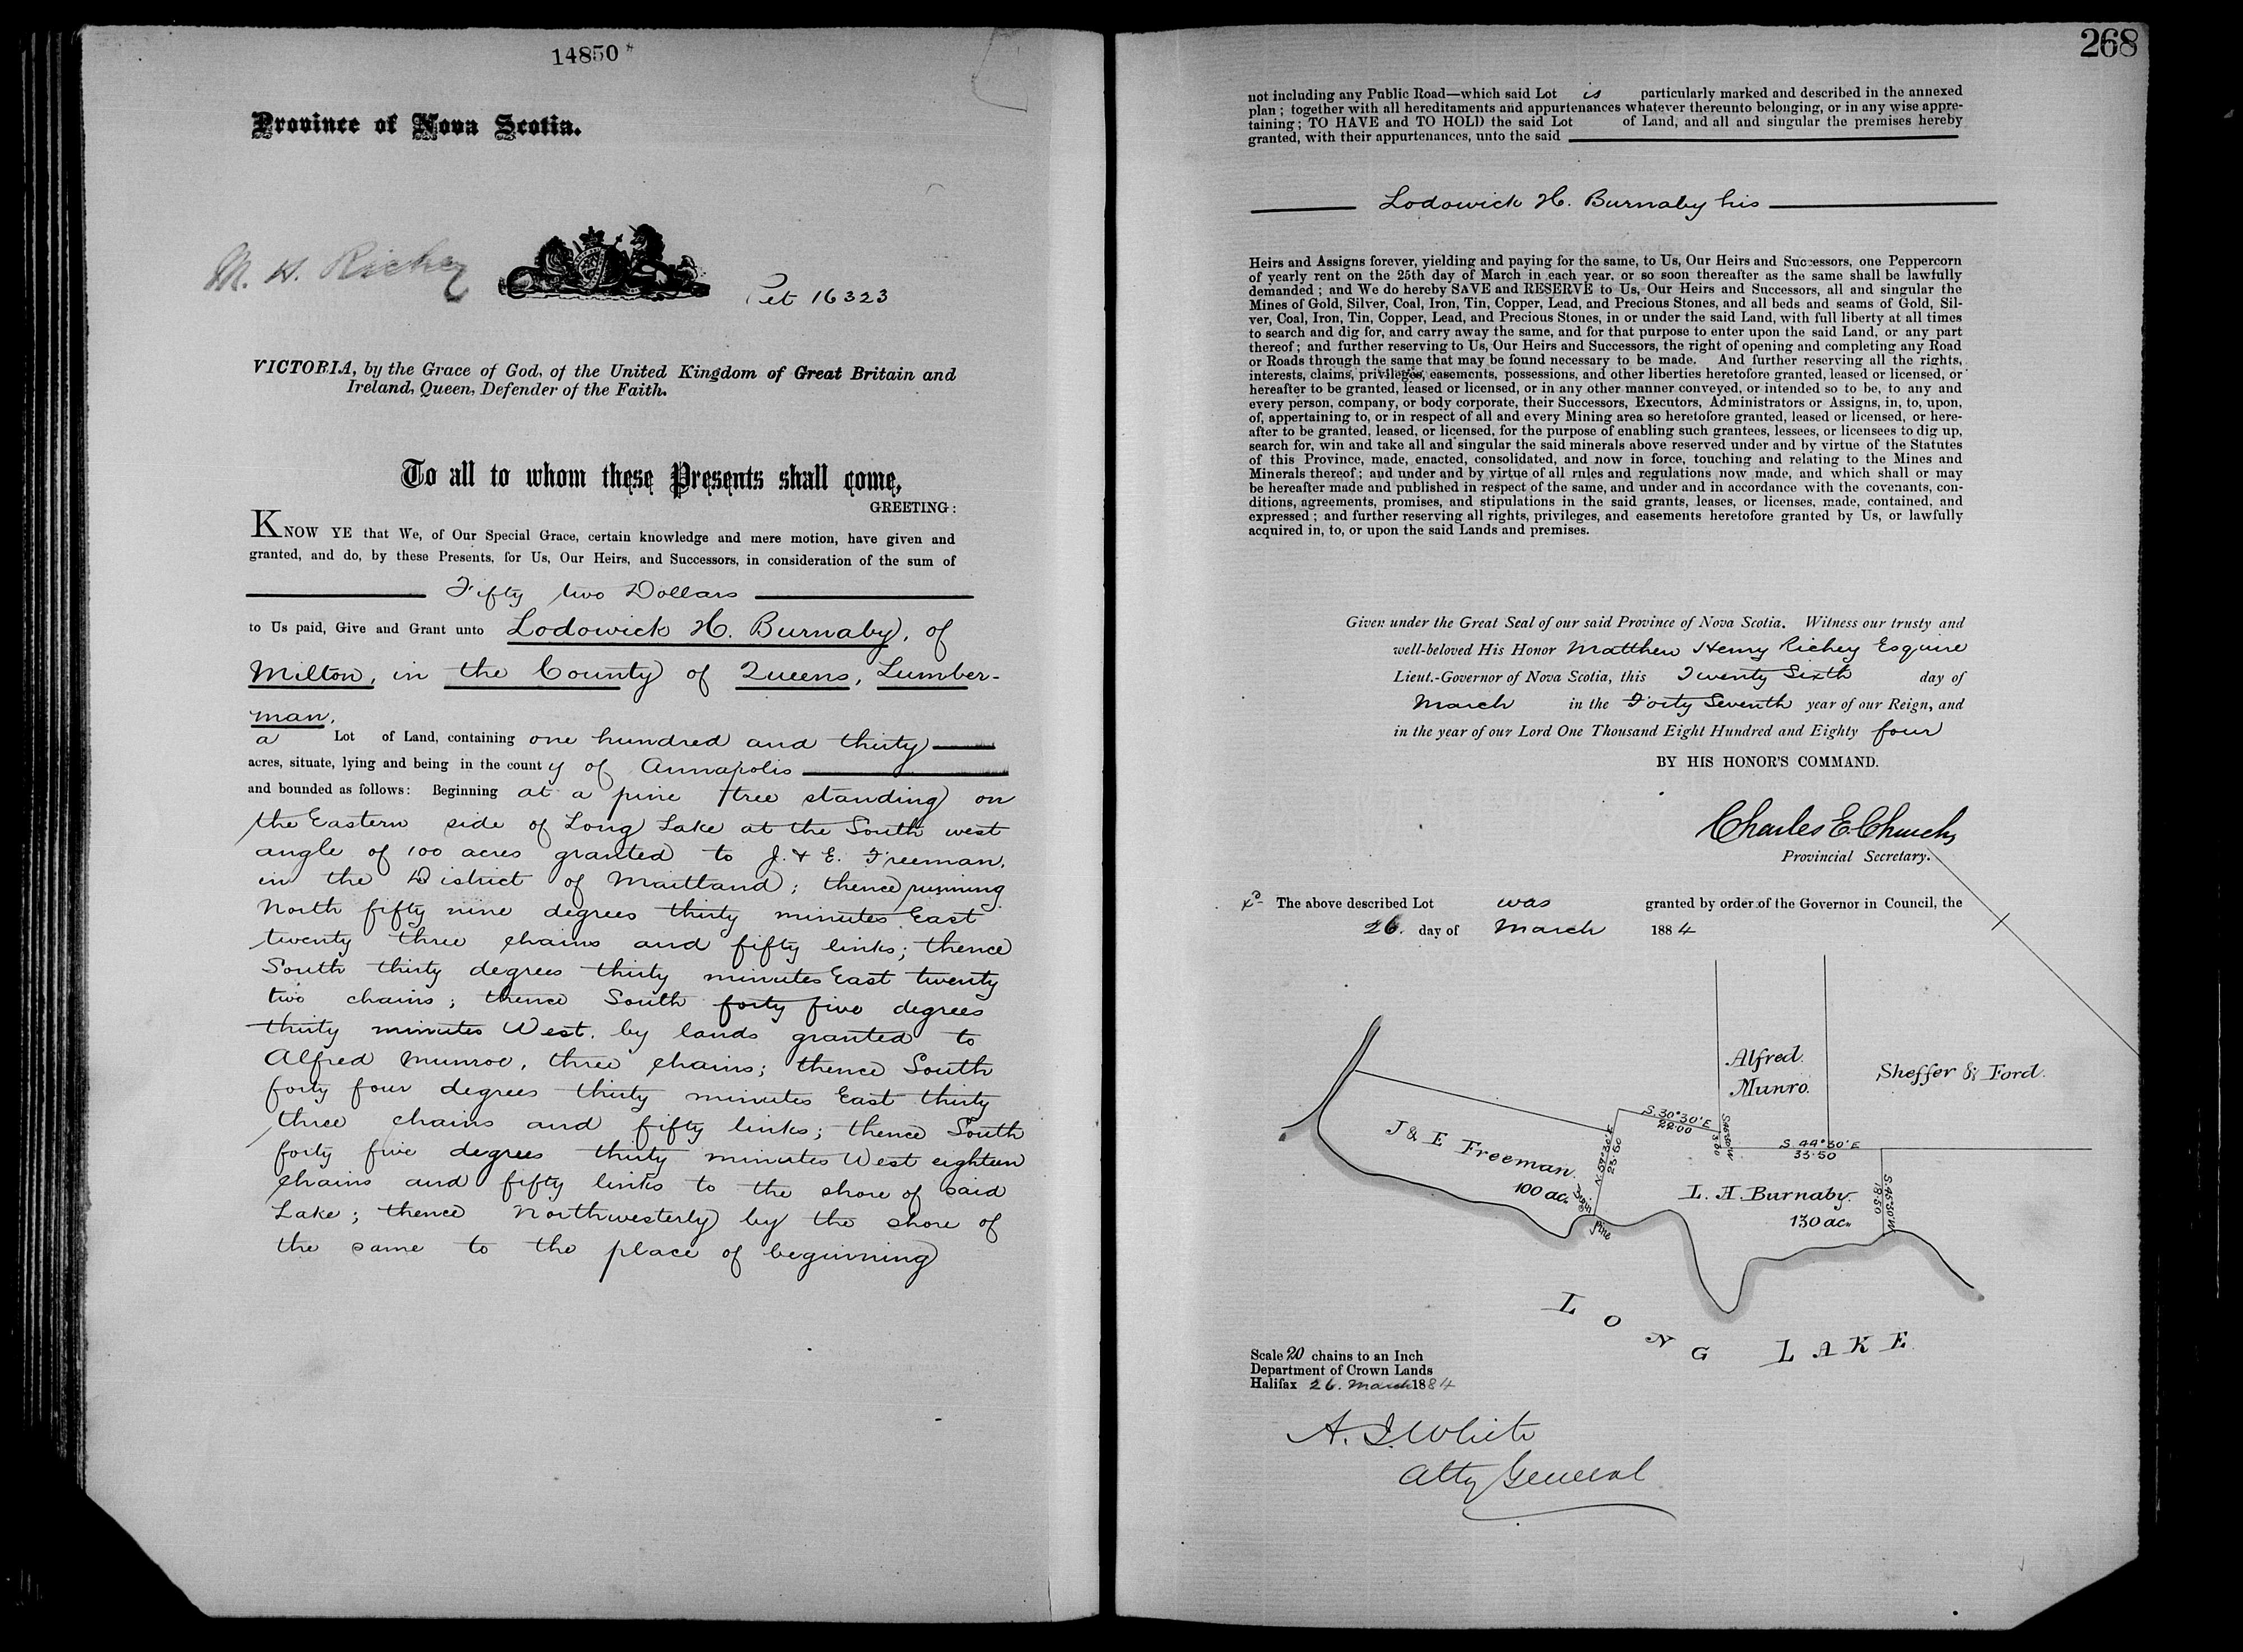 14850
Province of Nova Scotia.
M. H. Richey
Pet 16323
VICTORIA, by the Grace of God, of the United Kingdom of Great Britain and
Ireland, Queen, Defender of the Faith.
To all to whom these Presents shall come,
GREETING:
KNOW YE that We, of Our Special Grace, certain knowledge and mere motion, have given and
granted, and do, by these Presents, for Us, Our Heirs, and Successors, in consideration of the sum of
Fifty two Dollars
to Us paid, Give and Grant unto Lodowick H. Burnaby, of
Milton, in the County of Queens, Lumber-
man.
a Lot of Land, containing one hundred and thirty
acres, situate, lying and being in the county of Annapolis
and bounded as follows: Beginning at a pine tree standing on
the Eastern side of Long Lake at the South west
angle of 100 acres granted to J. & E. Freeman,
in the District of Maitland; thence running
North fifty nine degrees thirty minutes East
twenty three chains and fifty links; thence
South thirty degrees thirty minutes East twenty
two chains; thence South forty five degrees
thirty minutes West. by lands granted to
Alfred Munroe, three chains; thence South
forty four degrees thirty minutes East thirty
three chains and fifty links; thence South
forty five degrees thirty minutes West eighteen
chains and fifty links to the shore of said
Lake; thence Northwesterly by the shore of
the same to the place of beginning
268
not including any Public Road—which said Lot is particularly marked and described in the annexed
plan; together with all hereditaments and appurtenances whatever thereunto belonging, or in any wise appre-
taining; TO HAVE and TO HOLD the said Lot of Land, and all and singular the premises hereby
granted, with their appurtenances, unto the said
Lodowick H. Burnaby his
Heirs and Assigns forever, yielding and paying for the same, to Us, Our Heirs and Successors, one Peppercorn
of yearly rent on the 25th day of March in each year. or so soon thereafter as the same shall be lawfully
demanded; and We do hereby SAVE and RESERVE to Us, Our Heirs and Successors, all and singular the
Mines of Gold, Silver, Coal, Iron, Tin, Copper, Lead, and Precious Stones, and all beds and seams of Gold, Sil-
ver, Coal, Iron, Tin, Copper, Lead, and Precious Stones, in or under the said Land, with full liberty at all times
to search and dig for, and carry away the same, and for that purpose to enter upon the said Land, or any part
thereof; and further reserving to Us, Our Heirs and Successors, the right of opening and completing any Road
or Roads through the same that may be found necessary to be made. And further reserving all the rights,
interests, claims, privileges, easements, possessions, and other liberties heretofore granted, leased or licensed, or
hereafter to be granted, leased or licensed, or in any other manner conveyed, or intended so to be, to any and
every person, company, or body corporate, their Successors, Executors, Administrators or Assigns, in, to, upon,
of, appertaining to, or in respect of all and every Mining area so heretofore granted, leased or licensed, or here-
after to be granted, leased, or licensed, for the purpose of enabling such grantees, lessees, or licensees to dig up,
search for, win and take all and singular the said minerals above reserved under and by virtue of the Statutes
of this Province, made, enacted, consolidated, and now in force, touching and relating to the Mines and
Minerals thereof; and under and by virtue of all rules and regulations now made, and which shall or may
be hereafter made and published in respect of the same, and under and in accordance with the covenants, con-
ditions, agreements, promises, and stipulations in the said grants, leases, or licenses, made, contained, and
expressed; and further reserving all rights, privileges, and easements heretofore granted by Us, or lawfully
acquired in, to, or upon the said Lands and premises.
Given under the Great Seal of our said Province of Nova Scotia. Witness our trusty and
well-beloved His Honor Matthew Henry Richey Esquire
Lieut.-Governor of Nova Scotia, this Twenty Sixth day of
March in the Forty Seventh year of our Reign, and
in the year of our Lord One Thousand Eight Hundred and Eighty four
BY HIS HONOR'S COMMAND.
Charles E. Church
Provincial Secretary.
The above described Lot was granted by order of the Governor in Council, the
26. day of March 1884
Alfred.
Munro.
Sheffer & Ford.
J & E Freeman.
100 ac.
N. 59° 30' E
23.50
S. 30° 30' E
22.00
S 45° 30' W
3.00
S. 44° 30' E
33.50
S. 45° 30' W
18.50
L. H. Burnaby.
130 ac.
Pine
LONG LAKE
Scale 20 chains to an Inch
Department of Crown Lands
Halifax 26. March 1884
A. J. White
Atty General